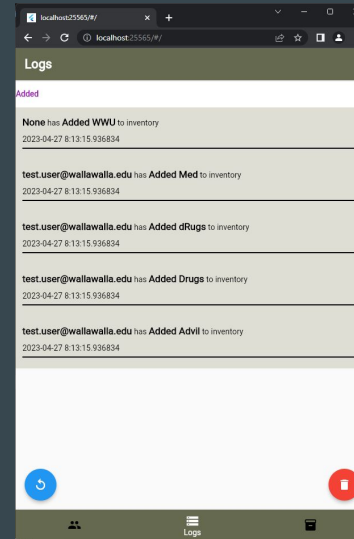 localhost:25565/#/
localhost:25565/#/
Logs
Added
None has Added WWU to inventory
2023-04-27 8:13:15.936834
test.user@wallawalla.edu has Added Med to inventory
2023-04-27 8:13:15.936834
test.user@wallawalla.edu has Added dRugs to inventory
2023-04-27 8:13:15.936834
test.user@wallawalla.edu has Added Drugs to inventory
2023-04-27 8:13:15.936834
test.user@wallawalla.edu has Added Advil to inventory
2023-04-27 8:13:15.936834
Logs